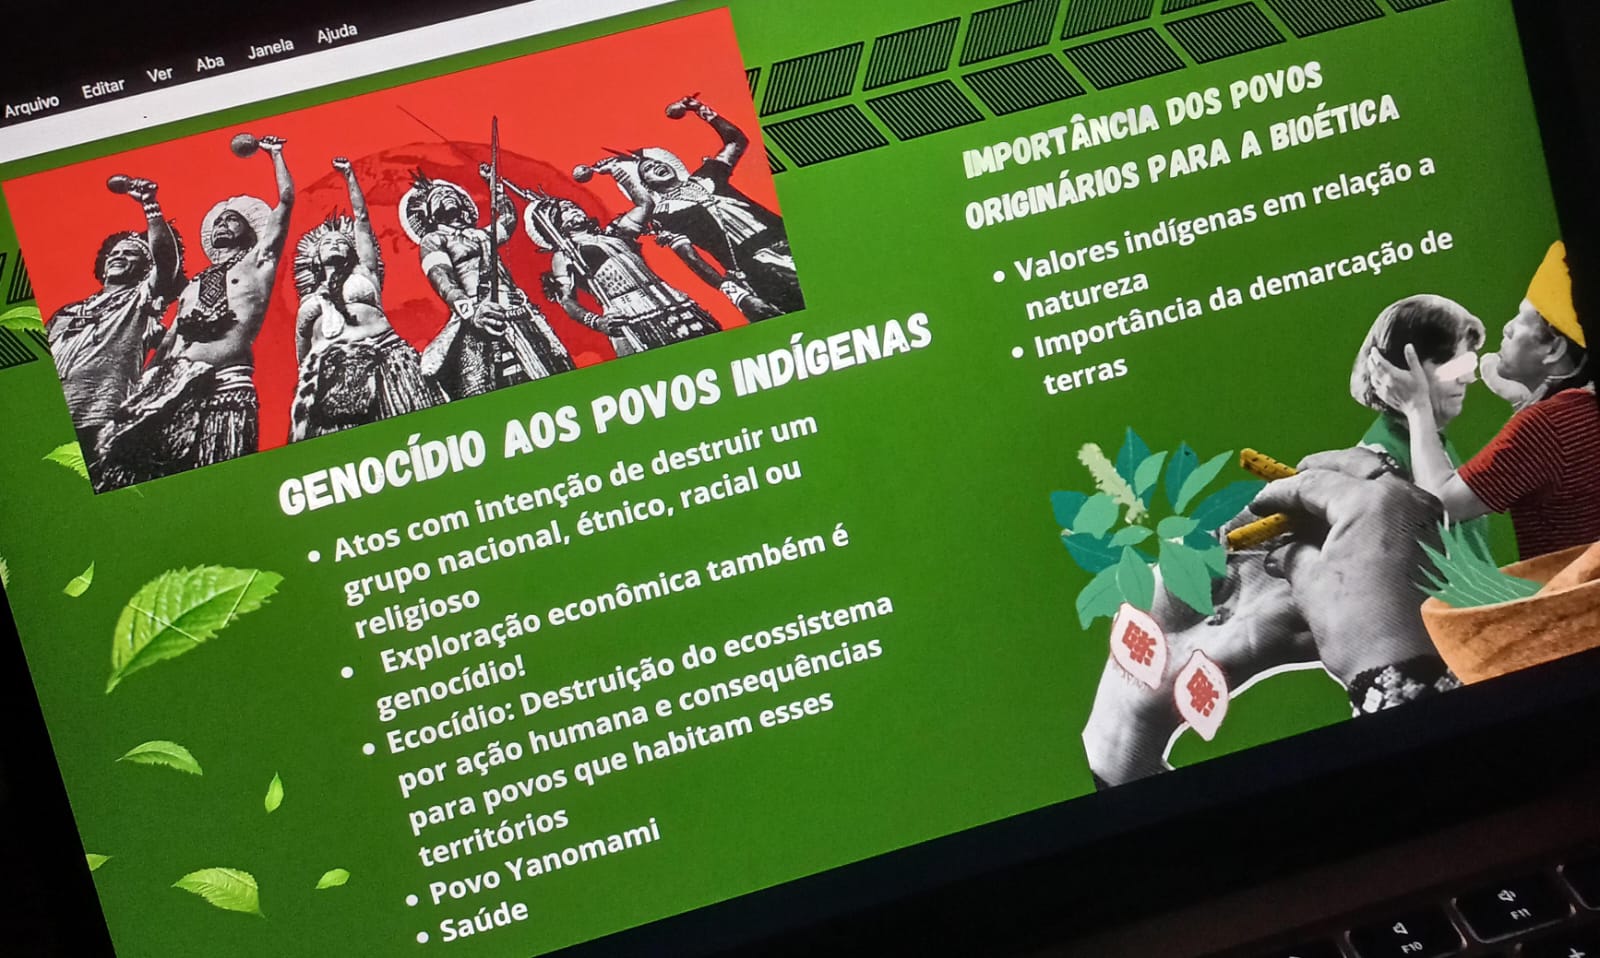 Arquivo Editar Ver Aba Janela Ajuda
GENOCÍDIO AOS POVOS INDÍGENAS
• Atos com intenção de destruir um
grupo nacional, étnico, racial ou
religioso
• Exploração econômica também é
genocídio!
• Ecocídio: Destruição do ecossistema
por ação humana e consequências
para povos que habitam esses
territórios
• Povo Yanomami
• Saúde
IMPORTÂNCIA DOS POVOS
ORIGINÁRIOS PARA A BIOÉTICA
• Valores indígenas em relação a
natureza
• Importância da demarcação de
terras
F10
F11